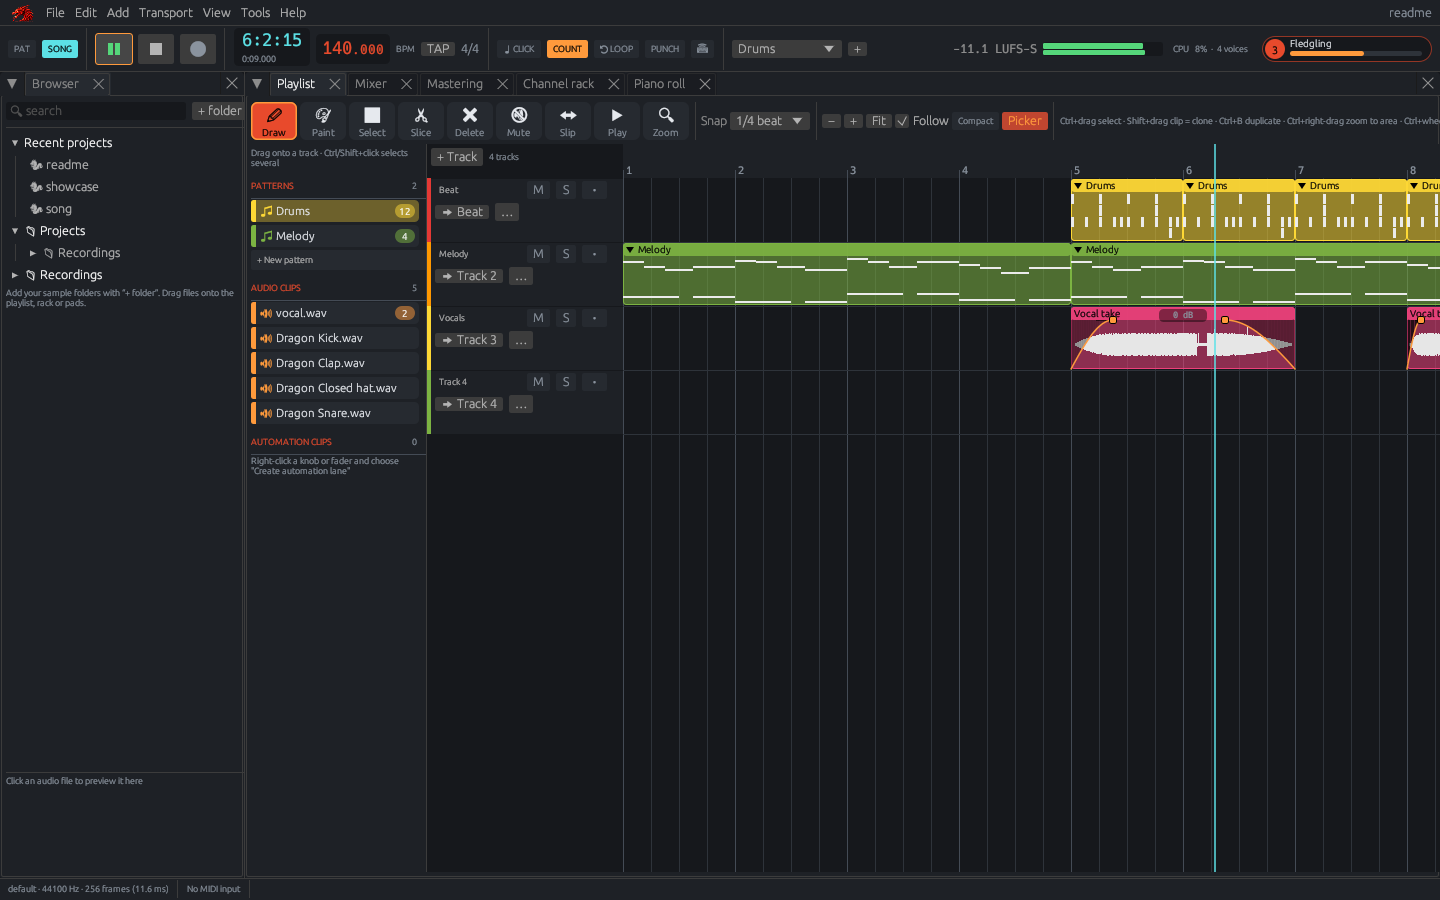 File Edit Add Transport View Tools Help readme
PAT SONG 6:2:15 0:09.000 140.000 BPM TAP 4/4 CLICK COUNT LOOP PUNCH Drums + -11.1 LUFS-S CPU 8% · 4 voices 3 Fledgling
Browser
search + folder
Recent projects
readme
showcase
song
Projects
Recordings
Recordings
Add your sample folders with "+ folder". Drag files onto the
playlist, rack or pads.
Click an audio file to preview it here
Playlist Mixer Mastering Channel rack Piano roll
Draw Paint Select Slice Delete Mute Slip Play Zoom Snap 1/4 beat − + Fit Follow Compact Picker Ctrl+drag select · Shift+drag clip = clone · Ctrl+B duplicate · Ctrl+right-drag zoom to area · Ctrl+whe
Drag onto a track · Ctrl/Shift+click selects
several
PATTERNS 2
Drums 12
Melody 4
+ New pattern
AUDIO CLIPS 5
vocal.wav 2
Dragon Kick.wav
Dragon Clap.wav
Dragon Closed hat.wav
Dragon Snare.wav
AUTOMATION CLIPS 0
Right-click a knob or fader and choose
"Create automation lane"
+ Track 4 tracks
1 2 3 4 5 6 7 8
Beat M S
Beat ...
Drums Drums Drums Dru
Melody M S
Track 2 ...
Melody Melody
Vocals M S
Track 3 ...
Vocal take 0 dB Vocal t
Track 4 M S
Track 4 ...
default · 44100 Hz · 256 frames (11.6 ms) No MIDI input